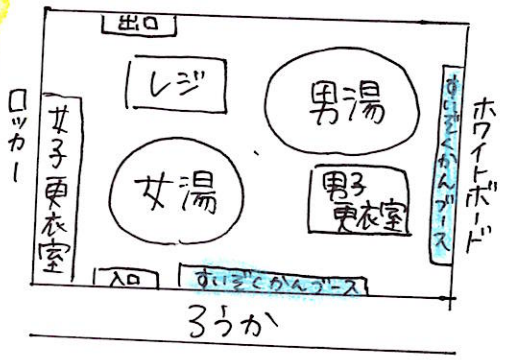 出口
レジ
男湯
すいぞくかんブース
ホワイトボード
ロッカー
女子更衣室
女湯
男子
更衣室
入口
すいぞくかんブース
ろうか